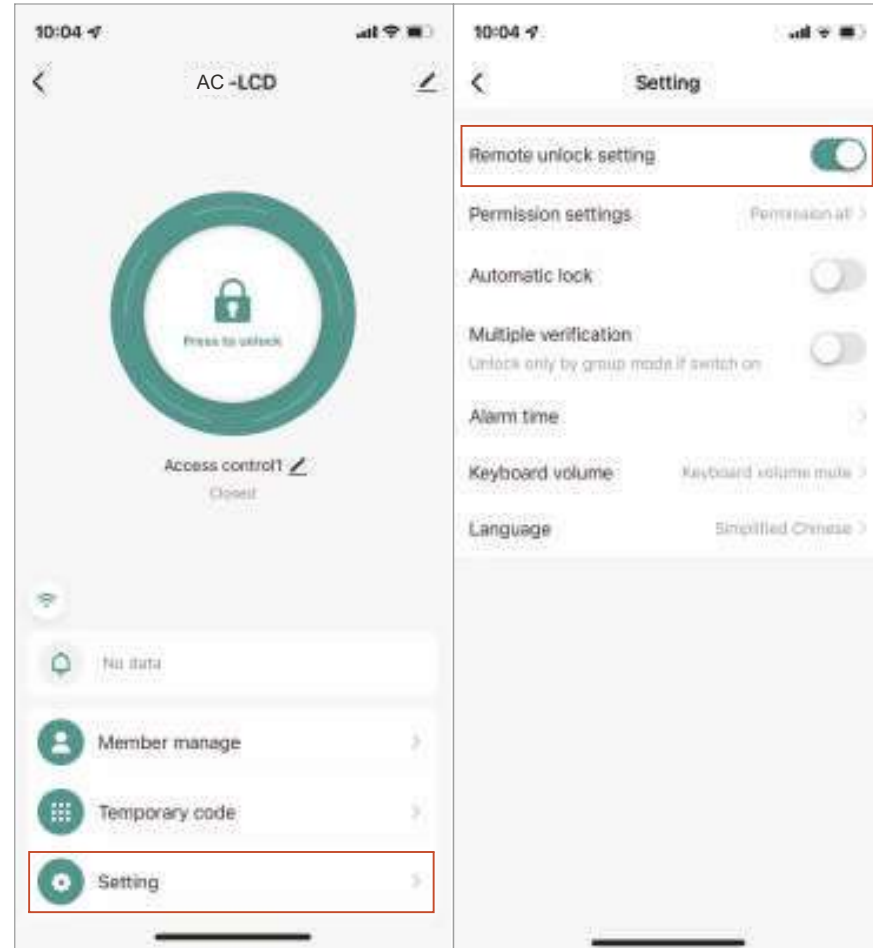 10:04
AC -LCD
Press to unlock
Access control1
Closed
No data
Member manage
Temporary code
Setting
10:04
Setting
Remote unlock setting
Permission settings
Permission all
Automatic lock
Multiple verification
Unlock only by group mode if switch on
Alarm time
Keyboard volume
Keyboard volume mute
Language
Simplified Chinese